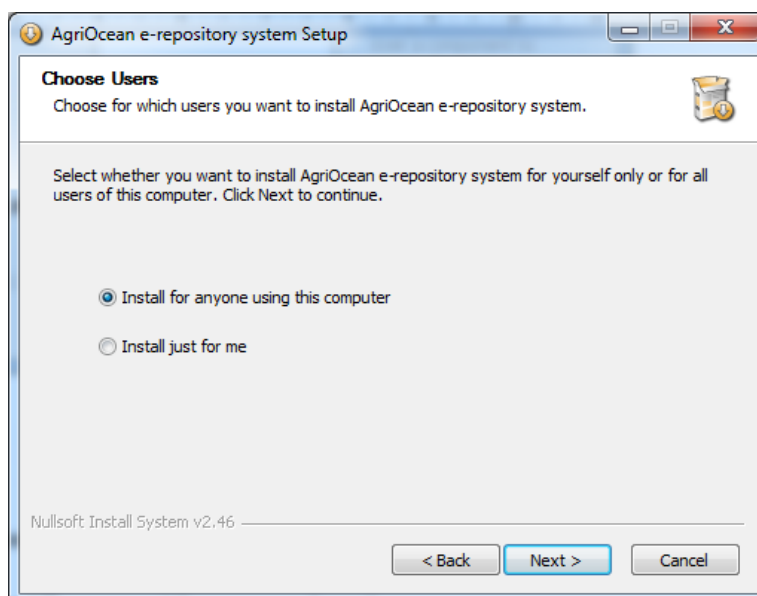 AgriOcean e-repository system Setup
Choose Users
Choose for which users you want to install AgriOcean e-repository system.
Select whether you want to install AgriOcean e-repository system for yourself only or for all
users of this computer. Click Next to continue.
Install for anyone using this computer
Install just for me
Nullsoft Install System v2.46
< Back
Next >
Cancel